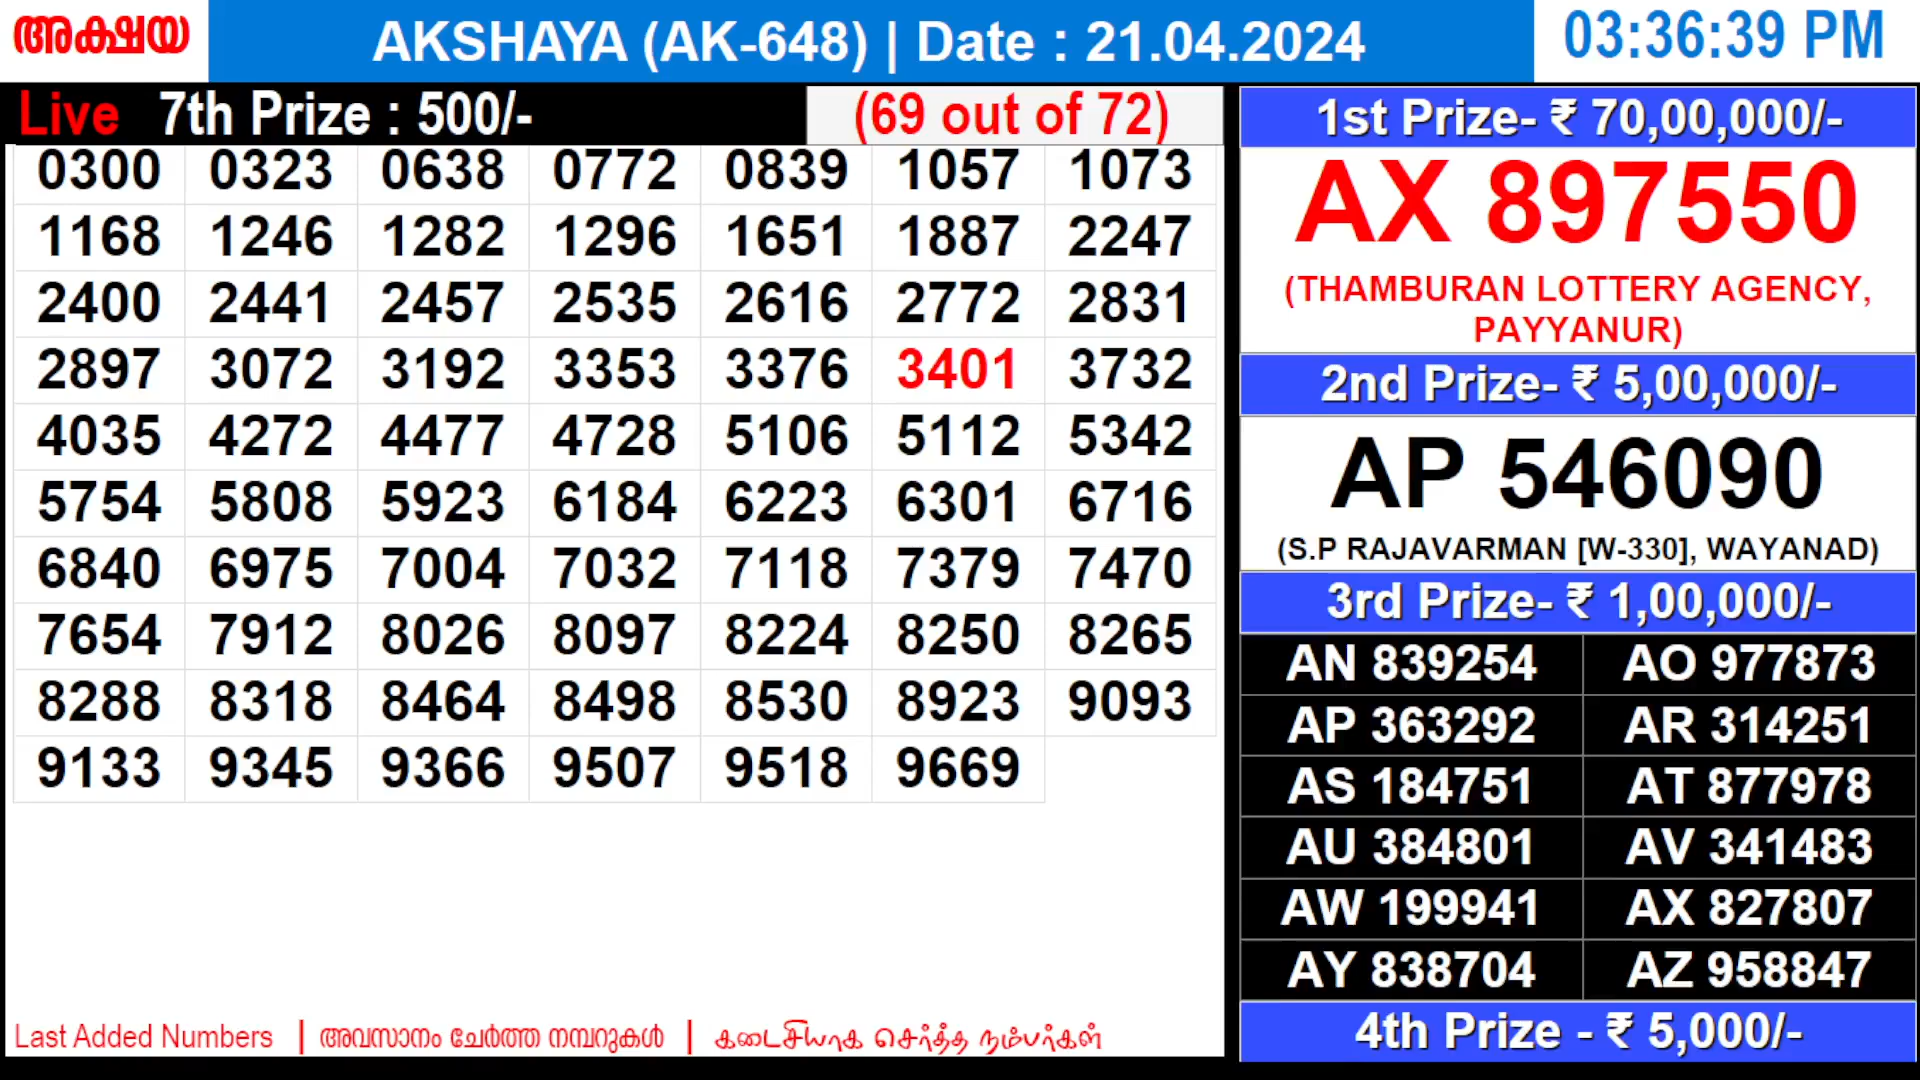 അക്ഷയ
AKSHAYA (AK-648) | Date : 21.04.2024
03:36:39 PM
Live 7th Prize : 500/-
(69 out of 72)
0300 0323 0638 0772 0839 1057 1073
1168 1246 1282 1296 1651 1887 2247
2400 2441 2457 2535 2616 2772 2831
2897 3072 3192 3353 3376 3401 3732
4035 4272 4477 4728 5106 5112 5342
5754 5808 5923 6184 6223 6301 6716
6840 6975 7004 7032 7118 7379 7470
7654 7912 8026 8097 8224 8250 8265
8288 8318 8464 8498 8530 8923 9093
9133 9345 9366 9507 9518 9669
Last Added Numbers | അവസാനം ചേർത്ത നമ്പറുകൾ | கடைசியாக சேர்த்த நம்பர்கள்
1st Prize- ₹ 70,00,000/-
AX 897550
(THAMBURAN LOTTERY AGENCY,
PAYYANUR)
2nd Prize- ₹ 5,00,000/-
AP 546090
(S.P RAJAVARMAN [W-330], WAYANAD)
3rd Prize- ₹ 1,00,000/-
AN 839254 AO 977873
AP 363292 AR 314251
AS 184751 AT 877978
AU 384801 AV 341483
AW 199941 AX 827807
AY 838704 AZ 958847
4th Prize - ₹ 5,000/-